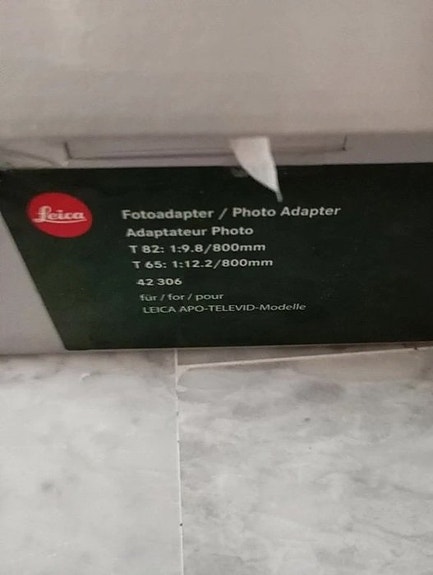 Leica
Fotoadapter / Photo Adapter
Adaptateur Photo
T 82: 1:9.8/800mm
T 65: 1:12.2/800mm
42 306
für / for / pour
LEICA APO-TELEVID-Modelle